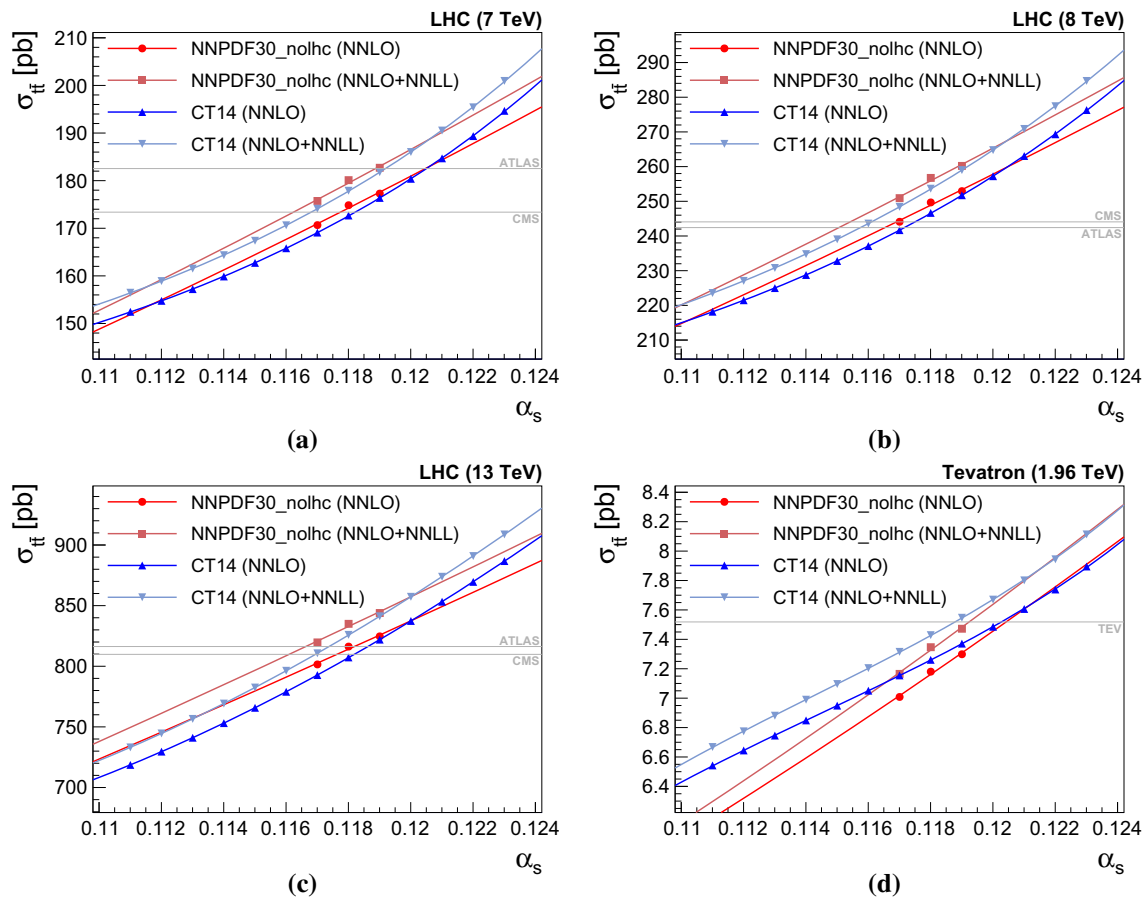 LHC (7 TeV)
σtt̄ [pb]
210
200
190
180
170
160
150
NNPDF30_nolhc (NNLO)
NNPDF30_nolhc (NNLO+NNLL)
CT14 (NNLO)
CT14 (NNLO+NNLL)
ATLAS
CMS
0.11 0.112 0.114 0.116 0.118 0.12 0.122 0.124
αs
(a)
LHC (8 TeV)
σtt̄ [pb]
290
280
270
260
250
240
230
220
210
NNPDF30_nolhc (NNLO)
NNPDF30_nolhc (NNLO+NNLL)
CT14 (NNLO)
CT14 (NNLO+NNLL)
CMS
ATLAS
0.11 0.112 0.114 0.116 0.118 0.12 0.122 0.124
αs
(b)
LHC (13 TeV)
σtt̄ [pb]
900
850
800
750
700
NNPDF30_nolhc (NNLO)
NNPDF30_nolhc (NNLO+NNLL)
CT14 (NNLO)
CT14 (NNLO+NNLL)
ATLAS
CMS
0.11 0.112 0.114 0.116 0.118 0.12 0.122 0.124
αs
(c)
Tevatron (1.96 TeV)
σtt̄ [pb]
8.4
8.2
8
7.8
7.6
7.4
7.2
7
6.8
6.6
6.4
NNPDF30_nolhc (NNLO)
NNPDF30_nolhc (NNLO+NNLL)
CT14 (NNLO)
CT14 (NNLO+NNLL)
TEV
0.11 0.112 0.114 0.116 0.118 0.12 0.122 0.124
αs
(d)